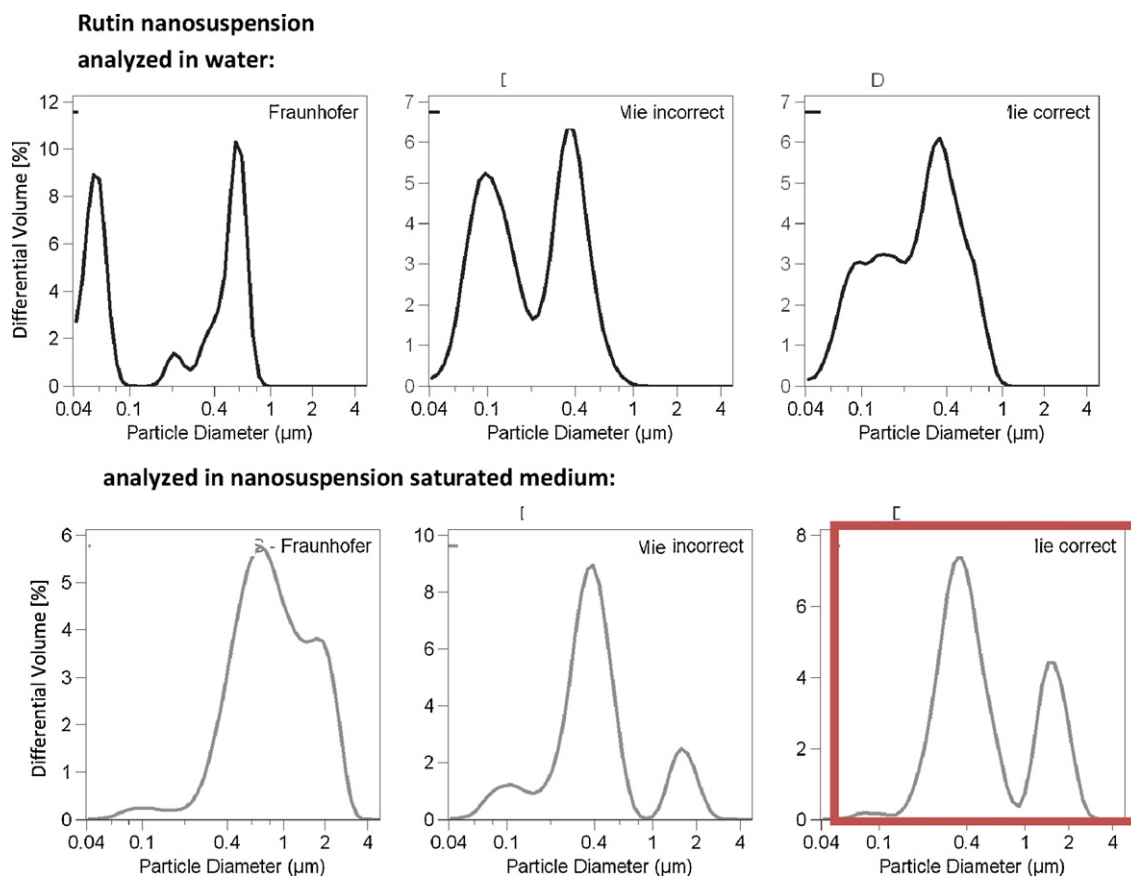 Rutin nanosuspension
analyzed in water:
D
Fraunhofer
Mie incorrect
lie correct
Differential Volume [%]
12
10
8
6
4
2
0
0.04 0.1 0.4 1 2 4
Particle Diameter (µm)
7
6
5
4
3
2
1
0
0.04 0.1 0.4 1 2 4
Particle Diameter (µm)
7
6
5
4
3
2
1
0
0.04 0.1 0.4 1 2 4
Particle Diameter (µm)
analyzed in nanosuspension saturated medium:
- Fraunhofer
Mie incorrect
lie correct
Differential Volume [%]
6
5
4
3
2
1
0
0.04 0.1 0.4 1 2 4
Particle Diameter (µm)
10
8
6
4
2
0
0.04 0.1 0.4 1 2 4
Particle Diameter (µm)
8
6
4
2
0
0.04 0.1 0.4 1 2 4
Particle Diameter (µm)